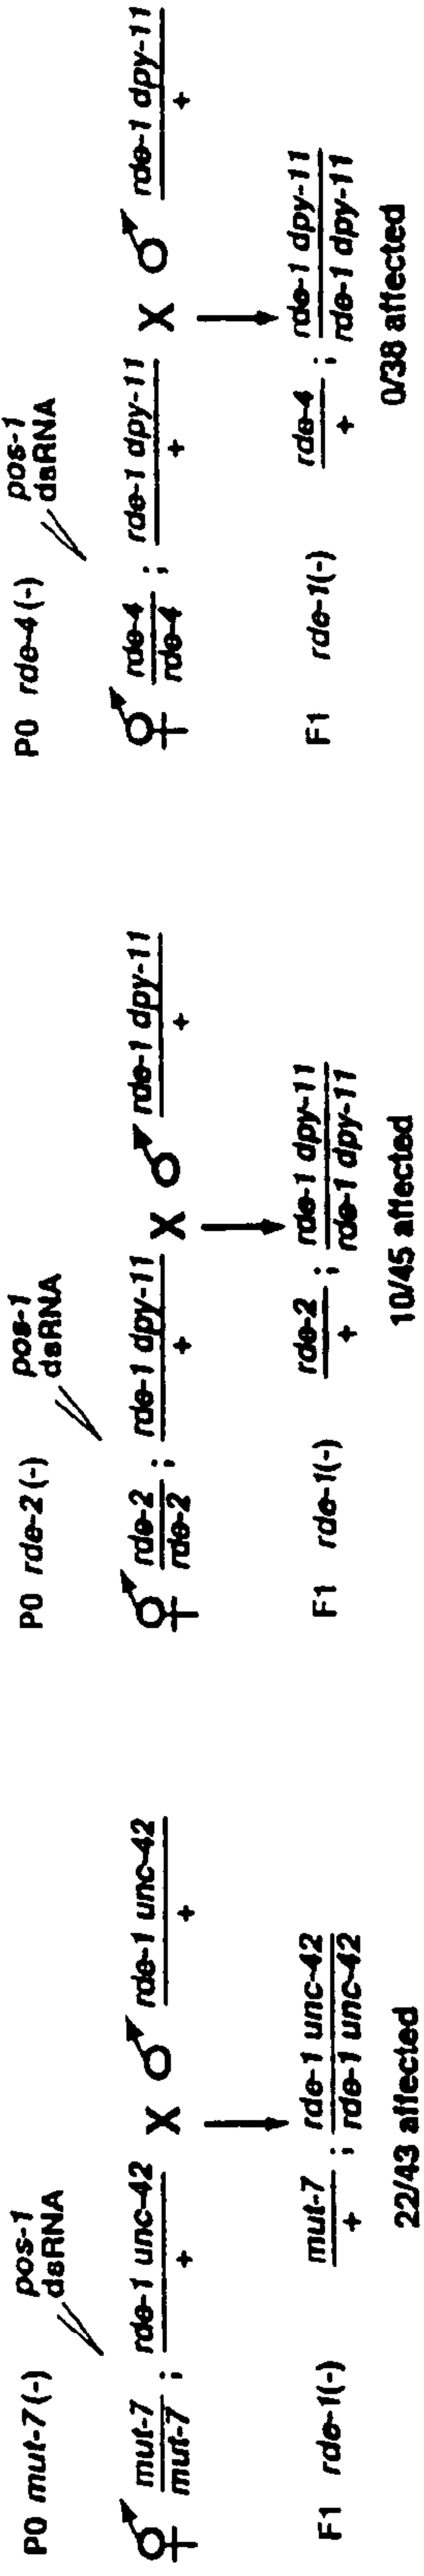 P0 mut-7(-)
pos-1
dsRNA
mut-7
mut-7
;
rde-1 unc-42
+
X
rde-1 unc-42
+
F1 rde-1(-)
mut-7
+
;
rde-1 unc-42
rde-1 unc-42
22/43 affected
P0 rde-2(-)
pos-1
dsRNA
rde-2
rde-2
;
rde-1 dpy-11
+
X
rde-1 dpy-11
+
F1 rde-1(-)
rde-2
+
;
rde-1 dpy-11
rde-1 dpy-11
10/45 affected
P0 rde-4(-)
pos-1
dsRNA
rde-4
rde-4
;
rde-1 dpy-11
+
X
rde-1 dpy-11
+
F1 rde-1(-)
rde-4
+
;
rde-1 dpy-11
rde-1 dpy-11
0/38 affected